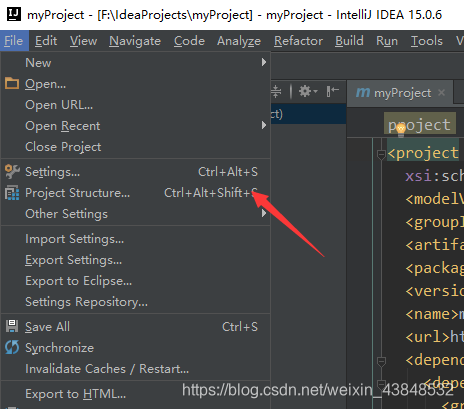 myProject - [F:\IdeaProjects\myProject] - myProject - IntelliJ IDEA 15.0.6
File Edit View Navigate Code Analyze Refactor Build Run
New
Open...
Open URL...
Open Recent
Close Project
Settings... Ctrl+Alt+S
Project Structure... Ctrl+Alt+Shift+S
Other Settings
Import Settings...
Export Settings...
Export to Eclipse...
Settings Repository...
Save All Ctrl+S
Synchronize
Invalidate Caches / Restart...
Export to HTML...
ct)
m myProject
project
<project
xsi:sch
<modelV
<groupI
<artifa
<packag
<versio
<name>m
<url>ht
<depend
<dep
<gr
https://blog.csdn.net/weixin_43848532